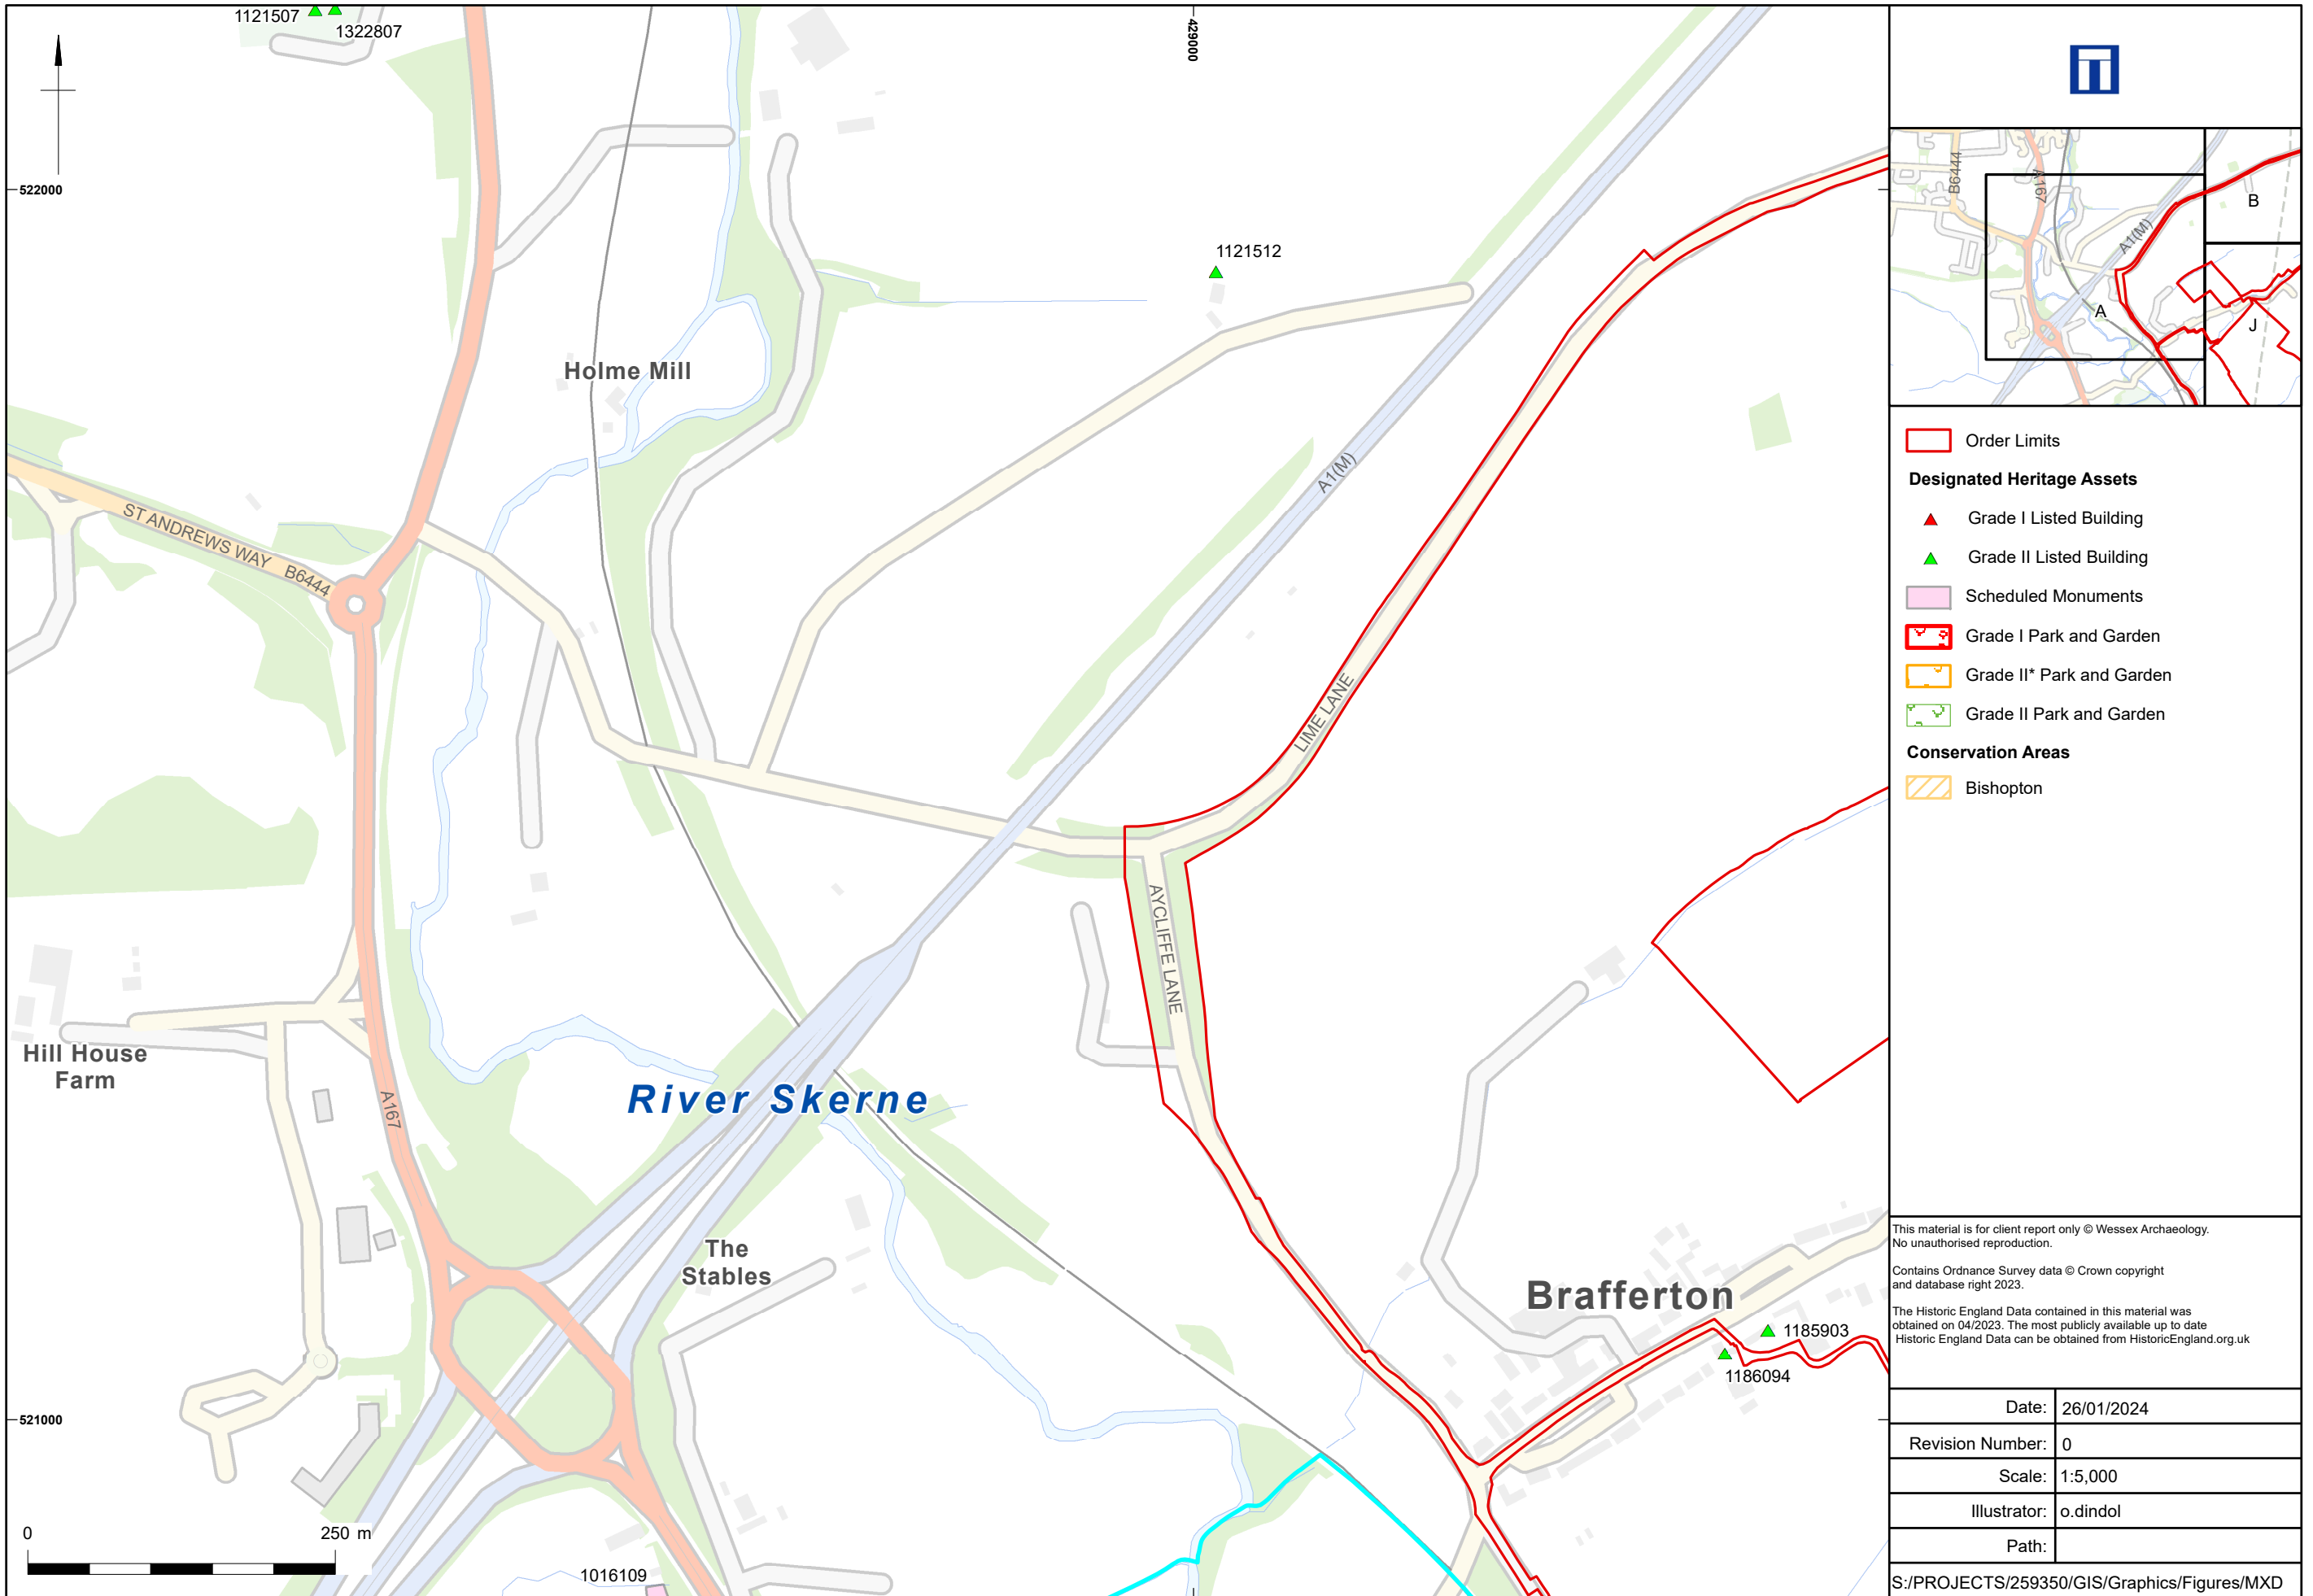 1121507
1322807
429000
522000
1121512
Holme Mill
ST ANDREWS WAY B6444
A1(M)
LIME LANE
AYCLIFFE LANE
Hill House
Farm
A167
River Skerne
The
Stables
Brafferton
1185903
1186094
521000
0 250 m
1016109
B6444
A167
A1(M)
A
B
J
Order Limits
Designated Heritage Assets
Grade I Listed Building
Grade II Listed Building
Scheduled Monuments
Grade I Park and Garden
Grade II* Park and Garden
Grade II Park and Garden
Conservation Areas
Bishopton
This material is for client report only © Wessex Archaeology.
No unauthorised reproduction.
Contains Ordnance Survey data © Crown copyright
and database right 2023.
The Historic England Data contained in this material was
obtained on 04/2023. The most publicly available up to date
Historic England Data can be obtained from HistoricEngland.org.uk
Date: 26/01/2024
Revision Number: 0
Scale: 1:5,000
Illustrator: o.dindol
Path:
S:/PROJECTS/259350/GIS/Graphics/Figures/MXD